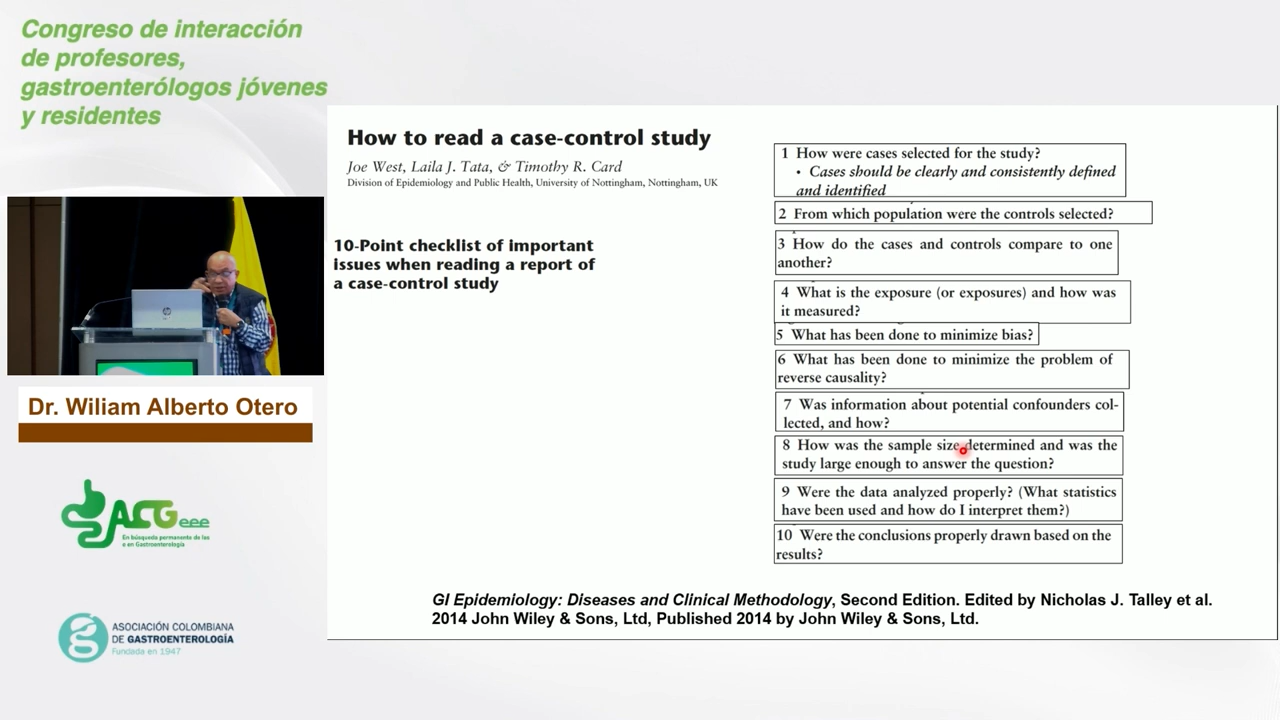 Congreso de interacción
de profesores,
gastroenterólogos jóvenes
y residentes
Dr. Wiliam Alberto Otero
ACGeee
En búsqueda permanente de las
e en Gastroenterología
ASOCIACIÓN COLOMBIANA
DE GASTROENTEROLOGÍA
Fundada en 1947
How to read a case-control study
Joe West, Laila J. Tata, & Timothy R. Card
Division of Epidemiology and Public Health, University of Nottingham, Nottingham, UK
10-Point checklist of important
issues when reading a report of
a case-control study
1 How were cases selected for the study?
• Cases should be clearly and consistently defined
and identified
2 From which population were the controls selected?
3 How do the cases and controls compare to one
another?
4 What is the exposure (or exposures) and how was
it measured?
5 What has been done to minimize bias?
6 What has been done to minimize the problem of
reverse causality?
7 Was information about potential confounders col-
lected, and how?
8 How was the sample size determined and was the
study large enough to answer the question?
9 Were the data analyzed properly? (What statistics
have been used and how do I interpret them?)
10 Were the conclusions properly drawn based on the
results?
GI Epidemiology: Diseases and Clinical Methodology, Second Edition. Edited by Nicholas J. Talley et al.
2014 John Wiley & Sons, Ltd, Published 2014 by John Wiley & Sons, Ltd.